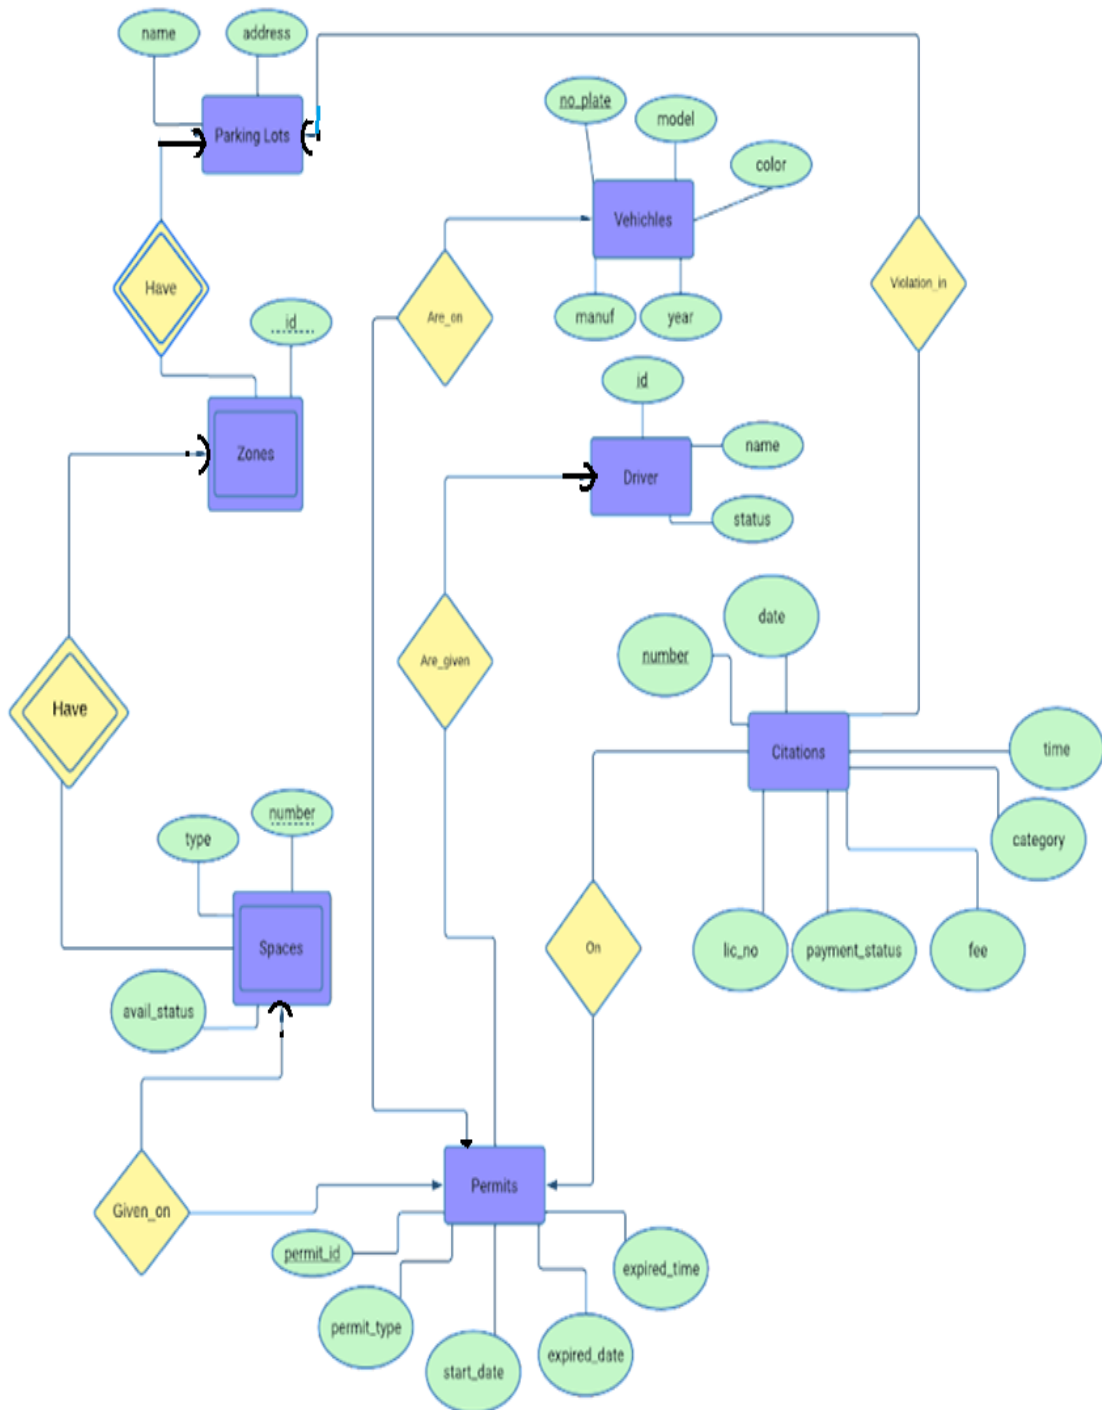 name
address
Parking Lots
no_plate
model
color
Vehichles
manuf
year
Have
Are_on
Violation_in
id
Zones
id
name
Driver
status
Are_given
date
number
Citations
time
category
lic_no
payment_status
fee
Have
number
type
Spaces
avail_status
On
Given_on
Permits
permit_id
permit_type
start_date
expired_date
expired_time